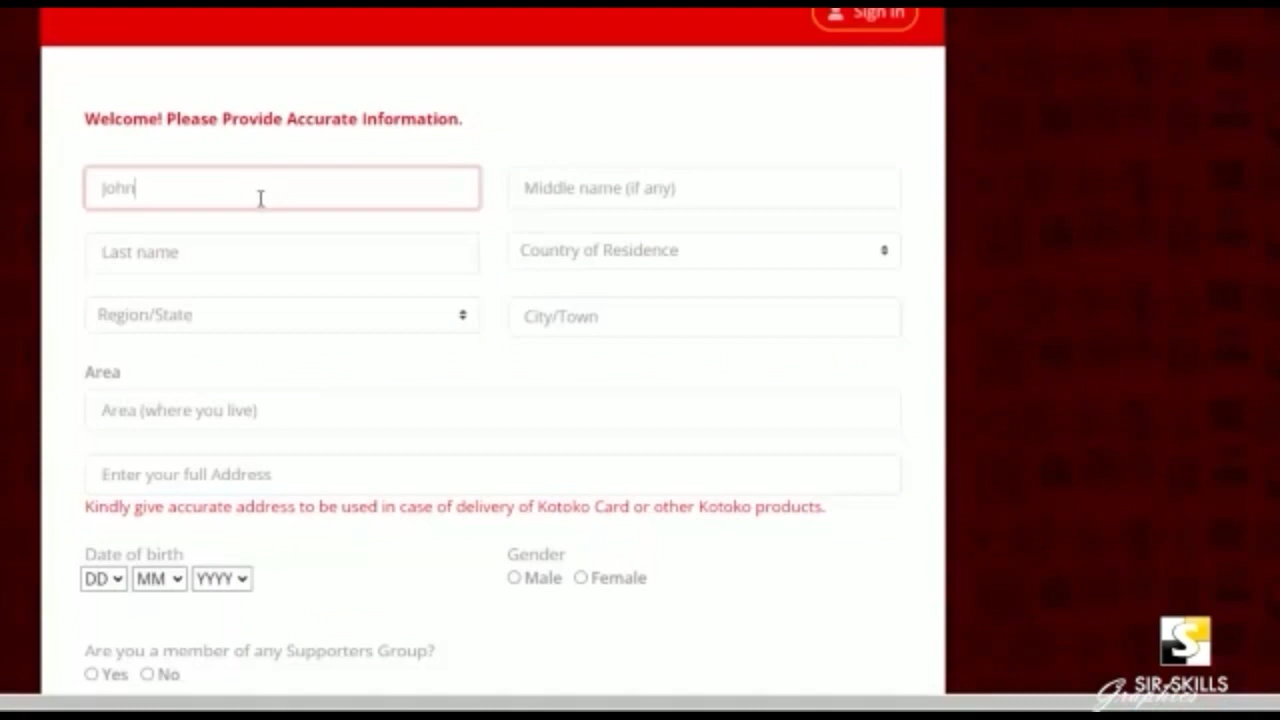 Sign In
Welcome! Please Provide Accurate Information.
John
Middle name (if any)
Last name
Country of Residence
Region/State
City/Town
Area
Area (where you live)
Enter your full Address
Kindly give accurate address to be used in case of delivery of Kotoko Card or other Kotoko products.
Date of birth
Gender
DD MM YYYY
Male Female
Are you a member of any Supporters Group?
Yes No
S
SIR-SKILLS
Graphics